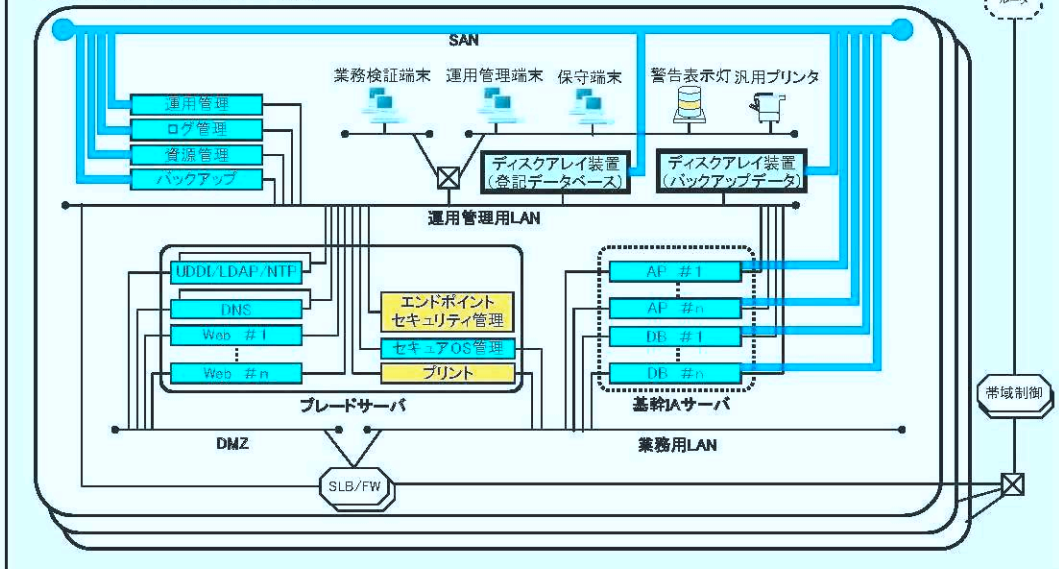 ルータ
SAN
業務検証端末
運用管理端末
保守端末
警告表示灯
汎用プリンタ
運用管理
ログ管理
資源管理
バックアップ
ディスクアレイ装置
(登記データベース)
ディスクアレイ装置
(バックアップデータ)
運用管理用LAN
UDDI/LDAP/NTP
DNS
Web #1
Web #n
エンドポイント
セキュリティ管理
セキュアOS管理
プリント
ブレードサーバ
AP #1
AP #n
DB #1
DB #n
基幹IAサーバ
帯域制御
DMZ
業務用LAN
SLB/FW